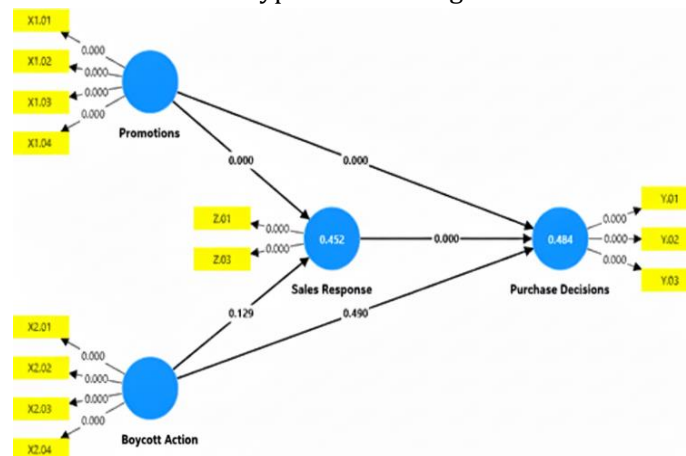 X1.01
0.000
X1.02
0.000
X1.03
0.000
X1.04
0.000
Promotions
0.000
0.000
Z.01
0.000
Z.03
0.000
0.452
Sales Response
0.000
0.484
Purchase Decisions
Y.01
0.000
Y.02
0.000
Y.03
0.000
0.129
0.490
X2.01
0.000
X2.02
0.000
X2.03
0.000
X2.04
0.000
Boycott Action